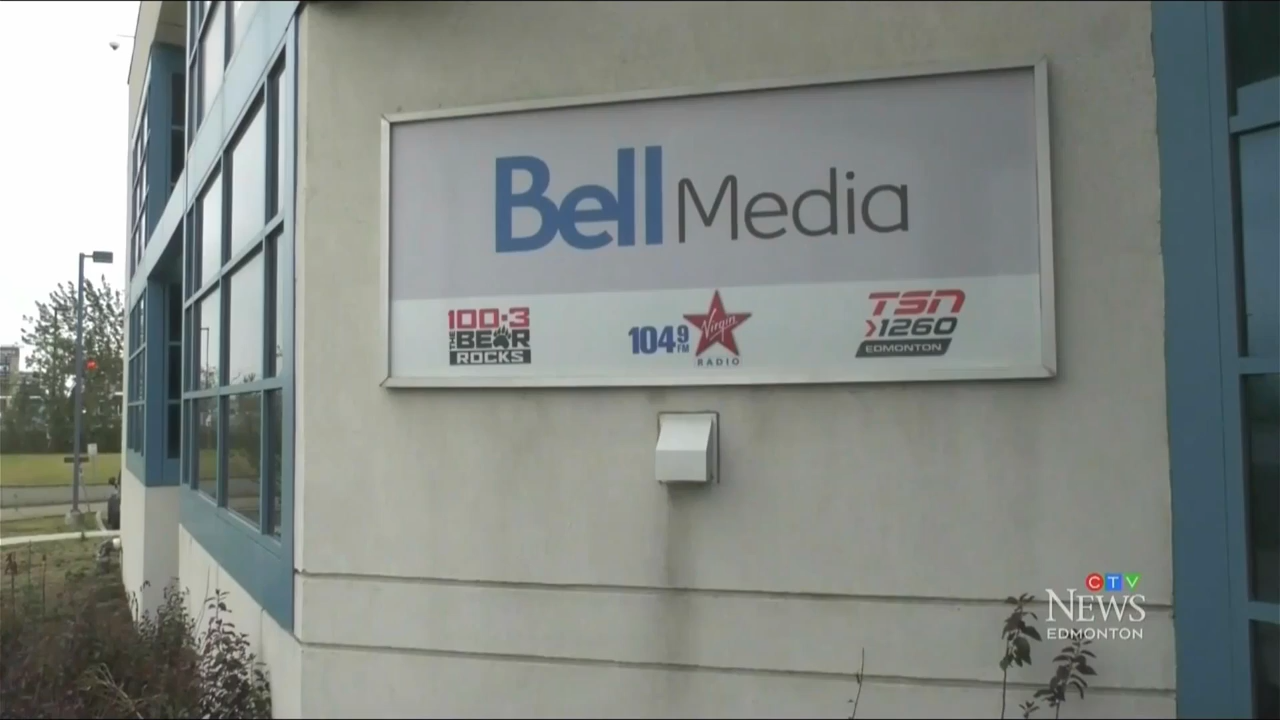 Bell Media
100.3
THE BEAR
ROCKS
104.9 FM
Virgin
RADIO
TSN
1260
EDMONTON
CTV
NEWS
EDMONTON